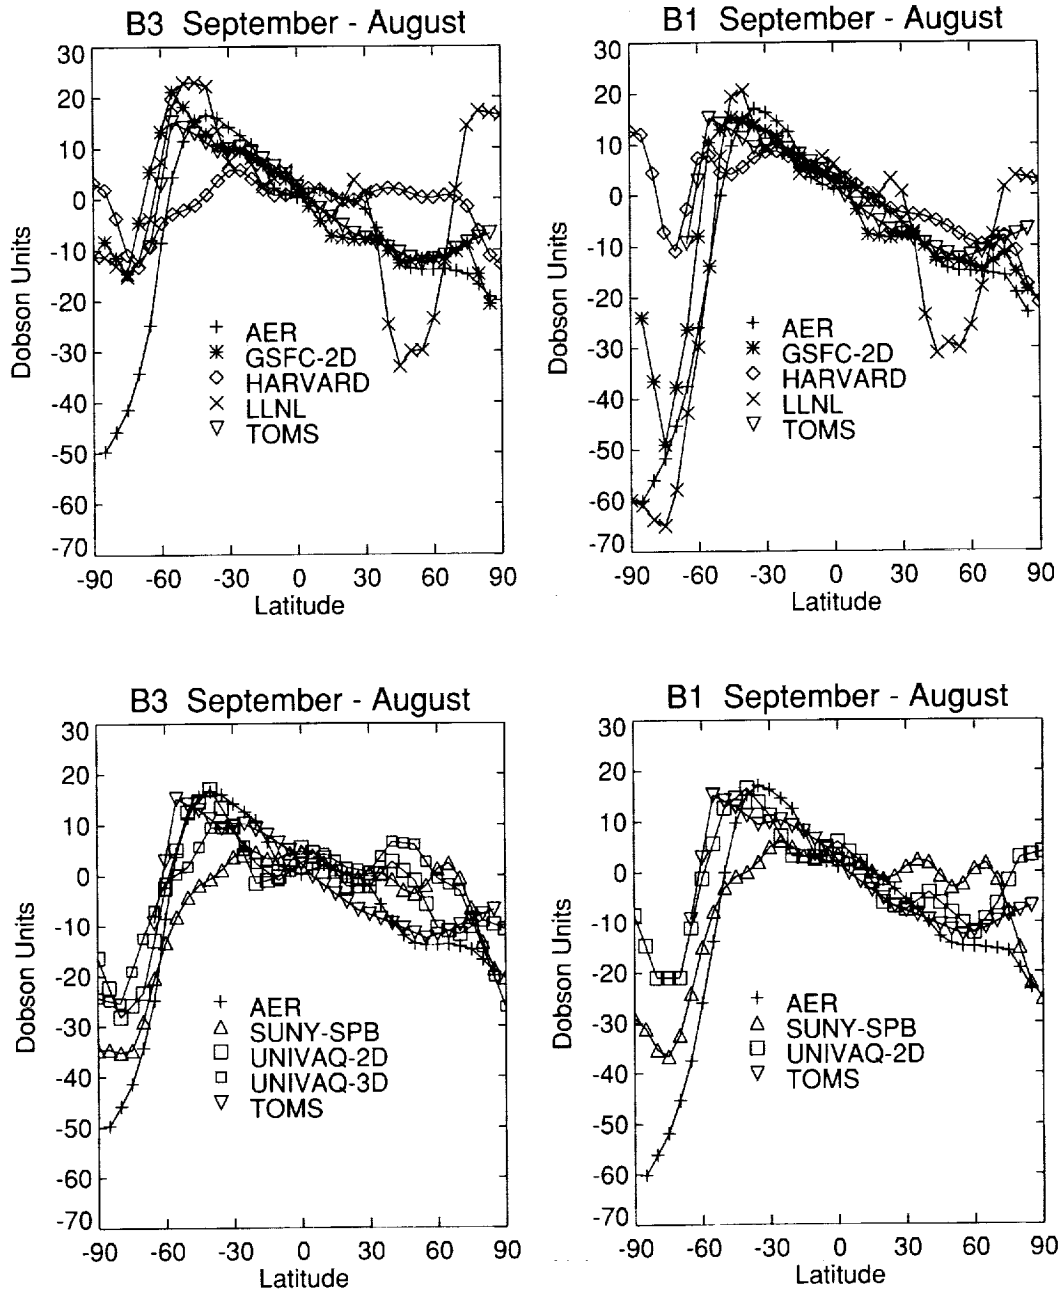 B3 September - August
30
20
10
0
-10
-20
-30
-40
-50
-60
-70
Dobson Units
AER
GSFC-2D
HARVARD
LLNL
TOMS
-90 -60 -30 0 30 60 90
Latitude
B1 September - August
30
20
10
0
-10
-20
-30
-40
-50
-60
-70
Dobson Units
AER
GSFC-2D
HARVARD
LLNL
TOMS
-90 -60 -30 0 30 60 90
Latitude
B3 September - August
30
20
10
0
-10
-20
-30
-40
-50
-60
-70
Dobson Units
AER
SUNY-SPB
UNIVAQ-2D
UNIVAQ-3D
TOMS
-90 -60 -30 0 30 60 90
Latitude
B1 September - August
30
20
10
0
-10
-20
-30
-40
-50
-60
-70
Dobson Units
AER
SUNY-SPB
UNIVAQ-2D
TOMS
-90 -60 -30 0 30 60 90
Latitude